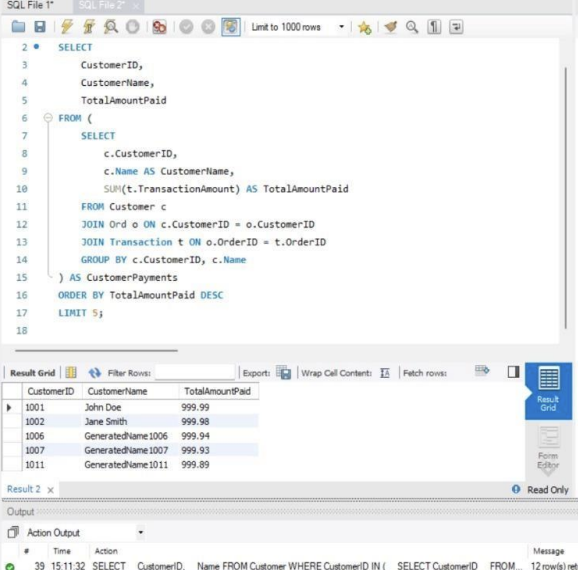 SQL File 1* SQL File 2* ×
Limit to 1000 rows
2 SELECT
3 CustomerID,
4 CustomerName,
5 TotalAmountPaid
6 FROM (
7 SELECT
8 c.CustomerID,
9 c.Name AS CustomerName,
10 SUM(t.TransactionAmount) AS TotalAmountPaid
11 FROM Customer c
12 JOIN Ord o ON c.CustomerID = o.CustomerID
13 JOIN Transaction t ON o.OrderID = t.OrderID
14 GROUP BY c.CustomerID, c.Name
15 ) AS CustomerPayments
16 ORDER BY TotalAmountPaid DESC
17 LIMIT 5;
18
Result Grid Filter Rows: Export: Wrap Cell Content: Fetch rows:
CustomerID CustomerName TotalAmountPaid
1001 John Doe 999.99
1002 Jane Smith 999.98
1006 GeneratedName1006 999.94
1007 GeneratedName1007 999.93
1011 GeneratedName1011 999.89
Result Grid
Form Editor
Result 2 × Read Only
Output
Action Output
# Time Action Message
39 15:11:32 SELECT CustomerID, Name FROM Customer WHERE CustomerID IN ( SELECT CustomerID FROM... 12 row(s) ret